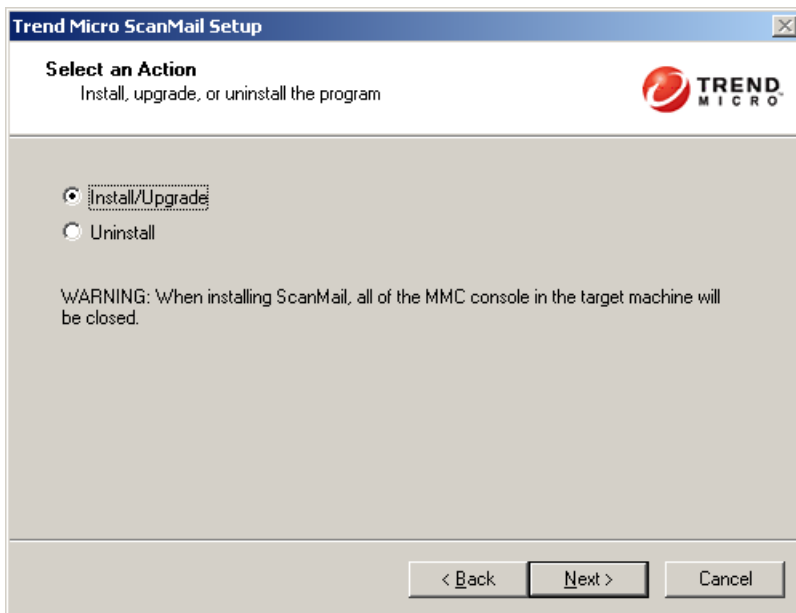 Trend Micro ScanMail Setup
Select an Action
Install, upgrade, or uninstall the program
TREND
MICRO
Install/Upgrade
Uninstall
WARNING: When installing ScanMail, all of the MMC console in the target machine will
be closed.
< Back
Next >
Cancel